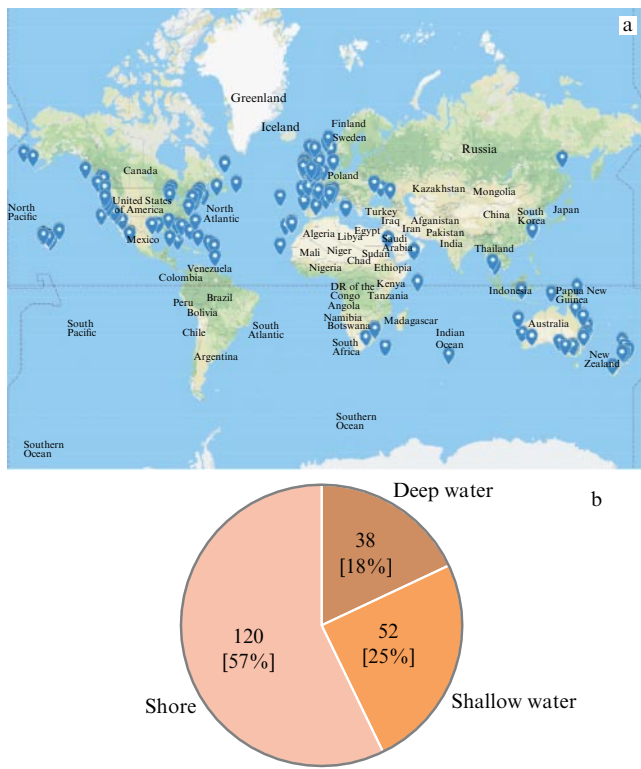 a
Greenland
Iceland
Finland
Sweden
Russia
Canada
Poland
Kazakhstan
Mongolia
North
Pacific
United States
of America
North
Atlantic
Turkey
Iraq
Afganistan
Iran
China
South
Korea
Japan
Mexico
Algeria
Libya
Egypt
Saudi
Arabia
Pakistan
India
Mali
Niger
Chad
Sudan
Thailand
Venezuela
Colombia
Nigeria
Ethiopia
Kenya
DR of the
Congo
Tanzania
Angola
Indonesia
Papua New
Guinea
Peru
Brazil
Bolivia
Namibia
Botswana
Madagascar
South
Pacific
Chile
South
Atlantic
South
Africa
Indian
Ocean
Australia
New
Zealand
Argentina
Southern
Ocean
Southern
Ocean
b
Deep water
38
[18%]
52
[25%]
120
[57%]
Shore
Shallow water